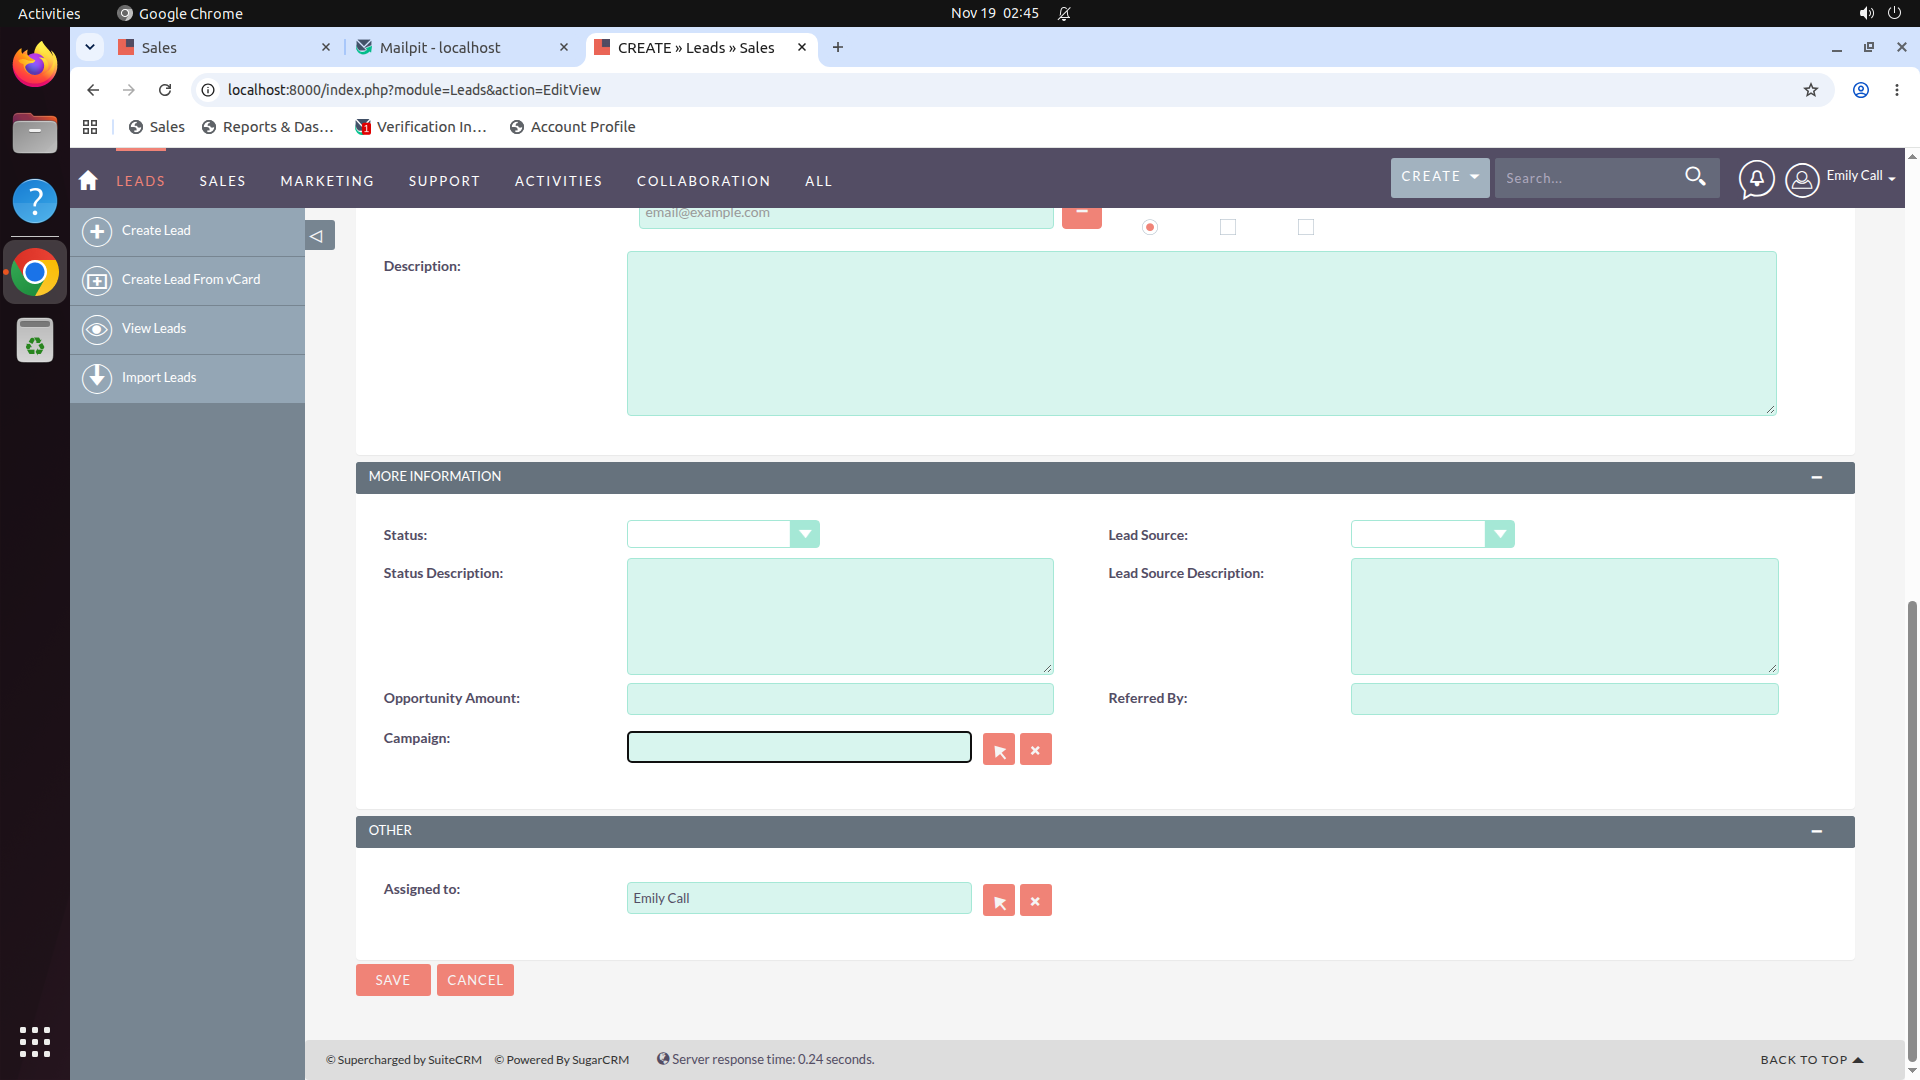 Activities
Google Chrome
Nov 19 02:45
Sales
Mailpit - localhost
CREATE » Leads » Sales
localhost:8000/index.php?module=Leads&action=EditView
Sales
Reports & Das...
Verification In...
Account Profile
LEADS
SALES
MARKETING
SUPPORT
ACTIVITIES
COLLABORATION
ALL
CREATE
Search...
Emily Call
Create Lead
Create Lead From vCard
View Leads
Import Leads
email@example.com
Description:
MORE INFORMATION
Status:
Lead Source:
Status Description:
Lead Source Description:
Opportunity Amount:
Referred By:
Campaign:
OTHER
Assigned to:
Emily Call
SAVE
CANCEL
© Supercharged by SuiteCRM
© Powered By SugarCRM
Server response time: 0.24 seconds.
BACK TO TOP